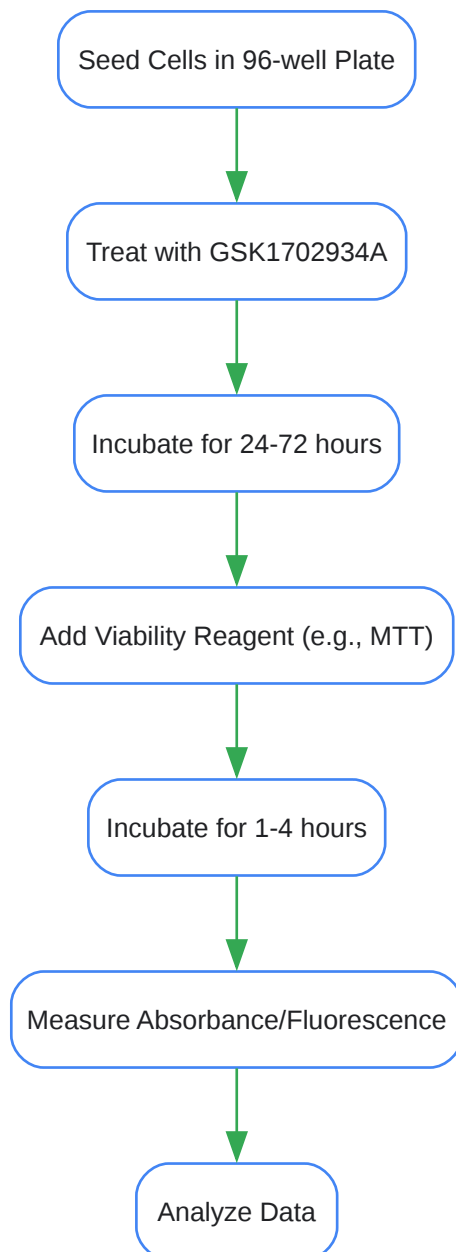 Seed Cells in 96-well Plate
Treat with GSK1702934A
Incubate for 24-72 hours
Add Viability Reagent (e.g., MTT)
Incubate for 1-4 hours
Measure Absorbance/Fluorescence
Analyze Data